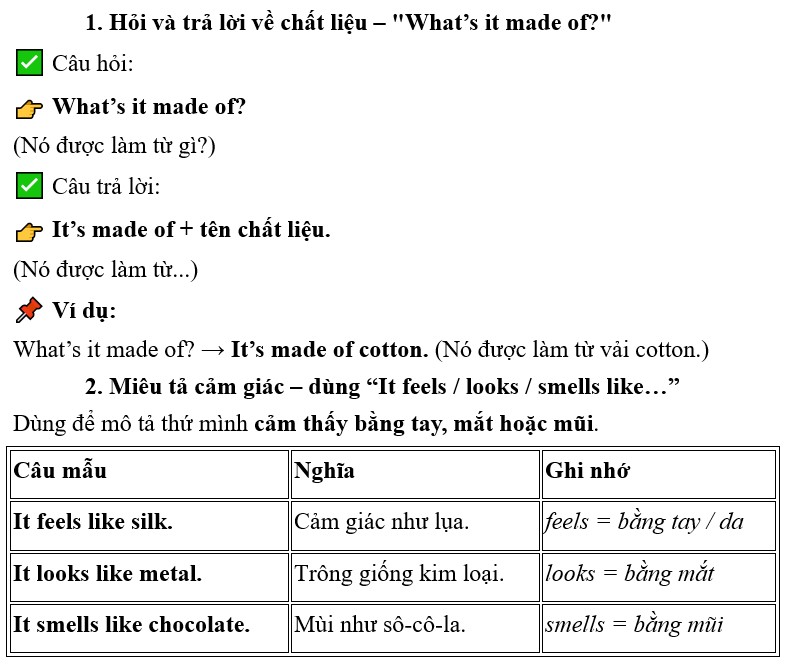 1. Hỏi và trả lời về chất liệu – "What’s it made of?"
✅ Câu hỏi:
👉 What’s it made of?
(Nó được làm từ gì?)
✅ Câu trả lời:
👉 It’s made of + tên chất liệu.
(Nó được làm từ...)
📌 Ví dụ:
What’s it made of? → It’s made of cotton. (Nó được làm từ vải cotton.)
2. Miêu tả cảm giác – dùng “It feels / looks / smells like…”
Dùng để mô tả thứ mình cảm thấy bằng tay, mắt hoặc mũi.
Câu mẫu Nghĩa Ghi nhớ
It feels like silk. Cảm giác như lụa. feels = bằng tay / da
It looks like metal. Trông giống kim loại. looks = bằng mắt
It smells like chocolate. Mùi như sô-cô-la. smells = bằng mũi